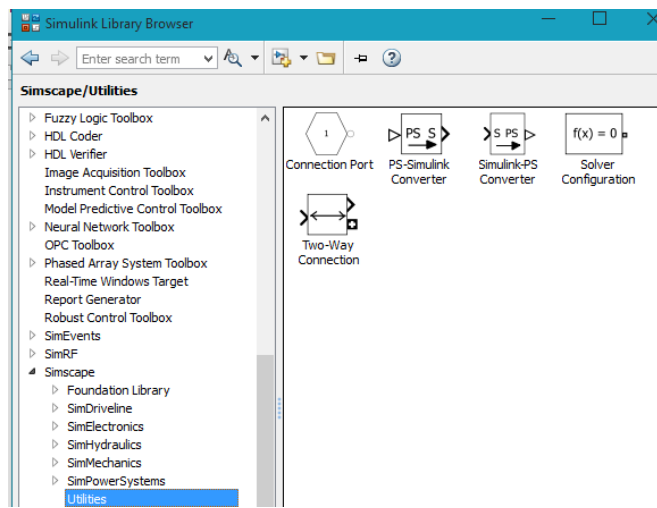 Simulink Library Browser
Enter search term
Simscape/Utilities
Fuzzy Logic Toolbox
HDL Coder
HDL Verifier
Image Acquisition Toolbox
Instrument Control Toolbox
Model Predictive Control Toolbox
Neural Network Toolbox
OPC Toolbox
Phased Array System Toolbox
Real-Time Windows Target
Report Generator
Robust Control Toolbox
SimEvents
SimRF
Simscape
Foundation Library
SimDriveline
SimElectronics
SimHydraulics
SimMechanics
SimPowerSystems
Utilities
1
Connection Port
PS S
PS-Simulink
Converter
S PS
Simulink-PS
Converter
f(x) = 0
Solver
Configuration
Two-Way
Connection